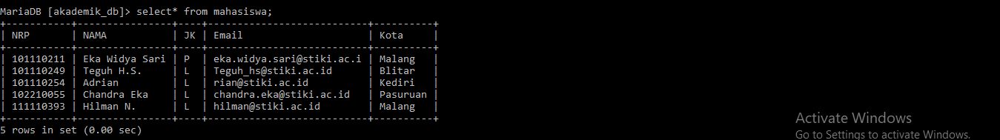 MariaDB [akademik_db]> select* from mahasiswa;
+-----------+----------------+----+--------------------------+----------+
| NRP       | NAMA           | JK | Email                    | Kota     |
+-----------+----------------+----+--------------------------+----------+
| 101110211 | Eka Widya Sari | P  | eka.widya.sari@stiki.ac.i | Malang   |
| 101110249 | Teguh H.S.     | L  | Teguh_hs@stiki.ac.id     | Blitar   |
| 101110254 | Adrian         | L  | rian@stiki.ac.id         | Kediri   |
| 102210055 | Chandra Eka    | L  | chandra.eka@stiki.ac.id  | Pasuruan |
| 111110393 | Hilman N.      | L  | hilman@stiki.ac.id       | Malang   |
+-----------+----------------+----+--------------------------+----------+
5 rows in set (0.00 sec)
Activate Windows
Go to Settings to activate Windows.